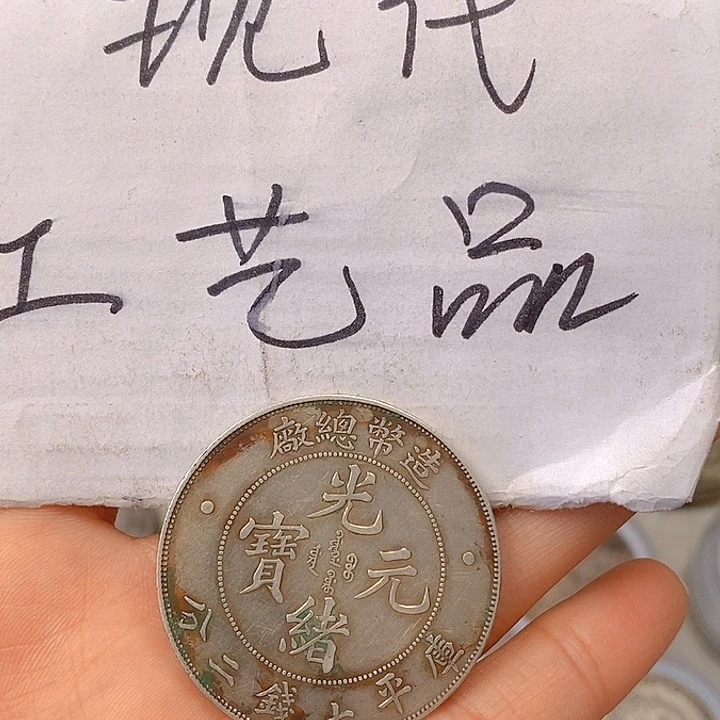 现代
工艺品
造幣總廠
光緒元寶
庫平七錢二分